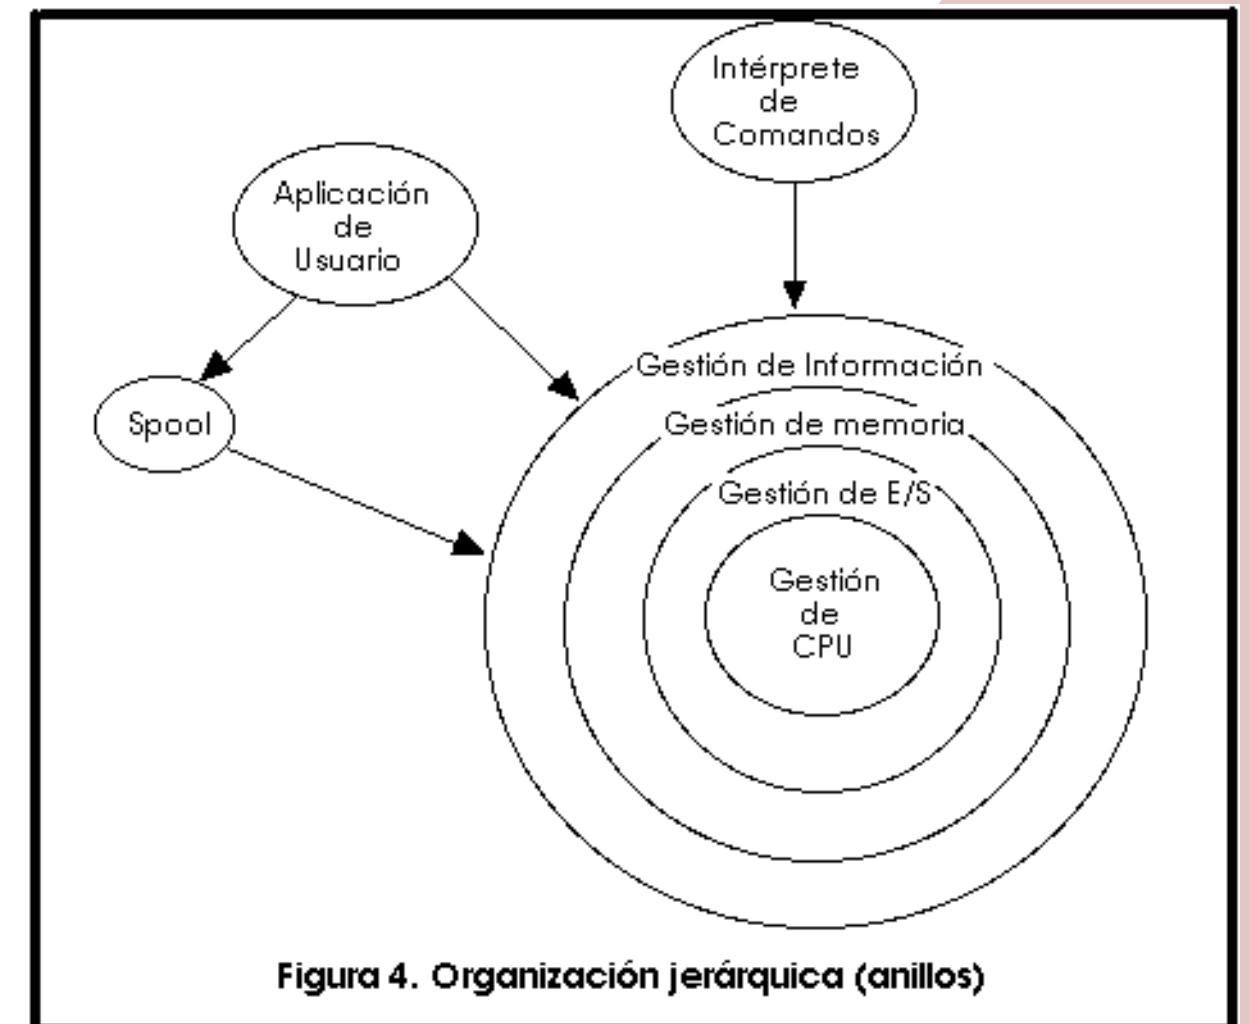 Intérprete
de
Comandos
Aplicación
de
Usuario
Spool
Gestión de Información
Gestión de memoria
Gestión de E/S
Gestión
de
CPU
Figura 4. Organización jerárquica (anillos)